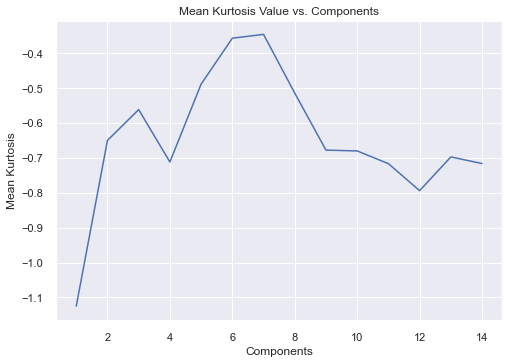 Mean Kurtosis Value vs. Components
−0.4
−0.5
−0.6
−0.7
−0.8
−0.9
−1.0
−1.1
Mean Kurtosis
2 4 6 8 10 12 14
Components